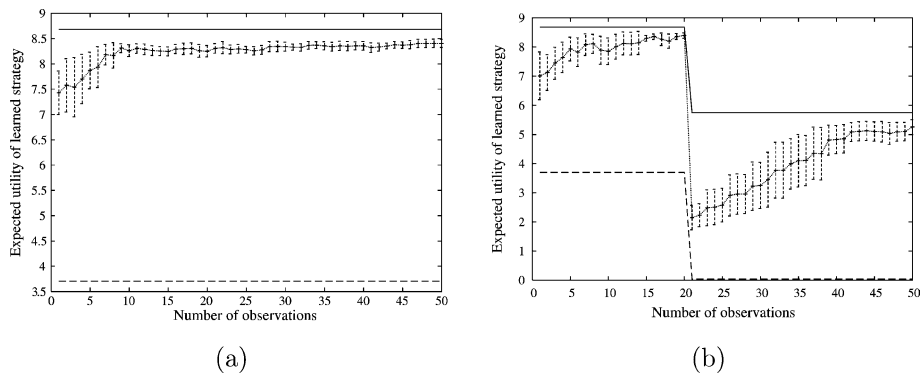 Expected utility of learned strategy
9
8.5
8
7.5
7
6.5
6
5.5
5
4.5
4
3.5
0 5 10 15 20 25 30 35 40 45 50
Number of observations
(a)
Expected utility of learned strategy
9
8
7
6
5
4
3
2
1
0
0 5 10 15 20 25 30 35 40 45 50
Number of observations
(b)